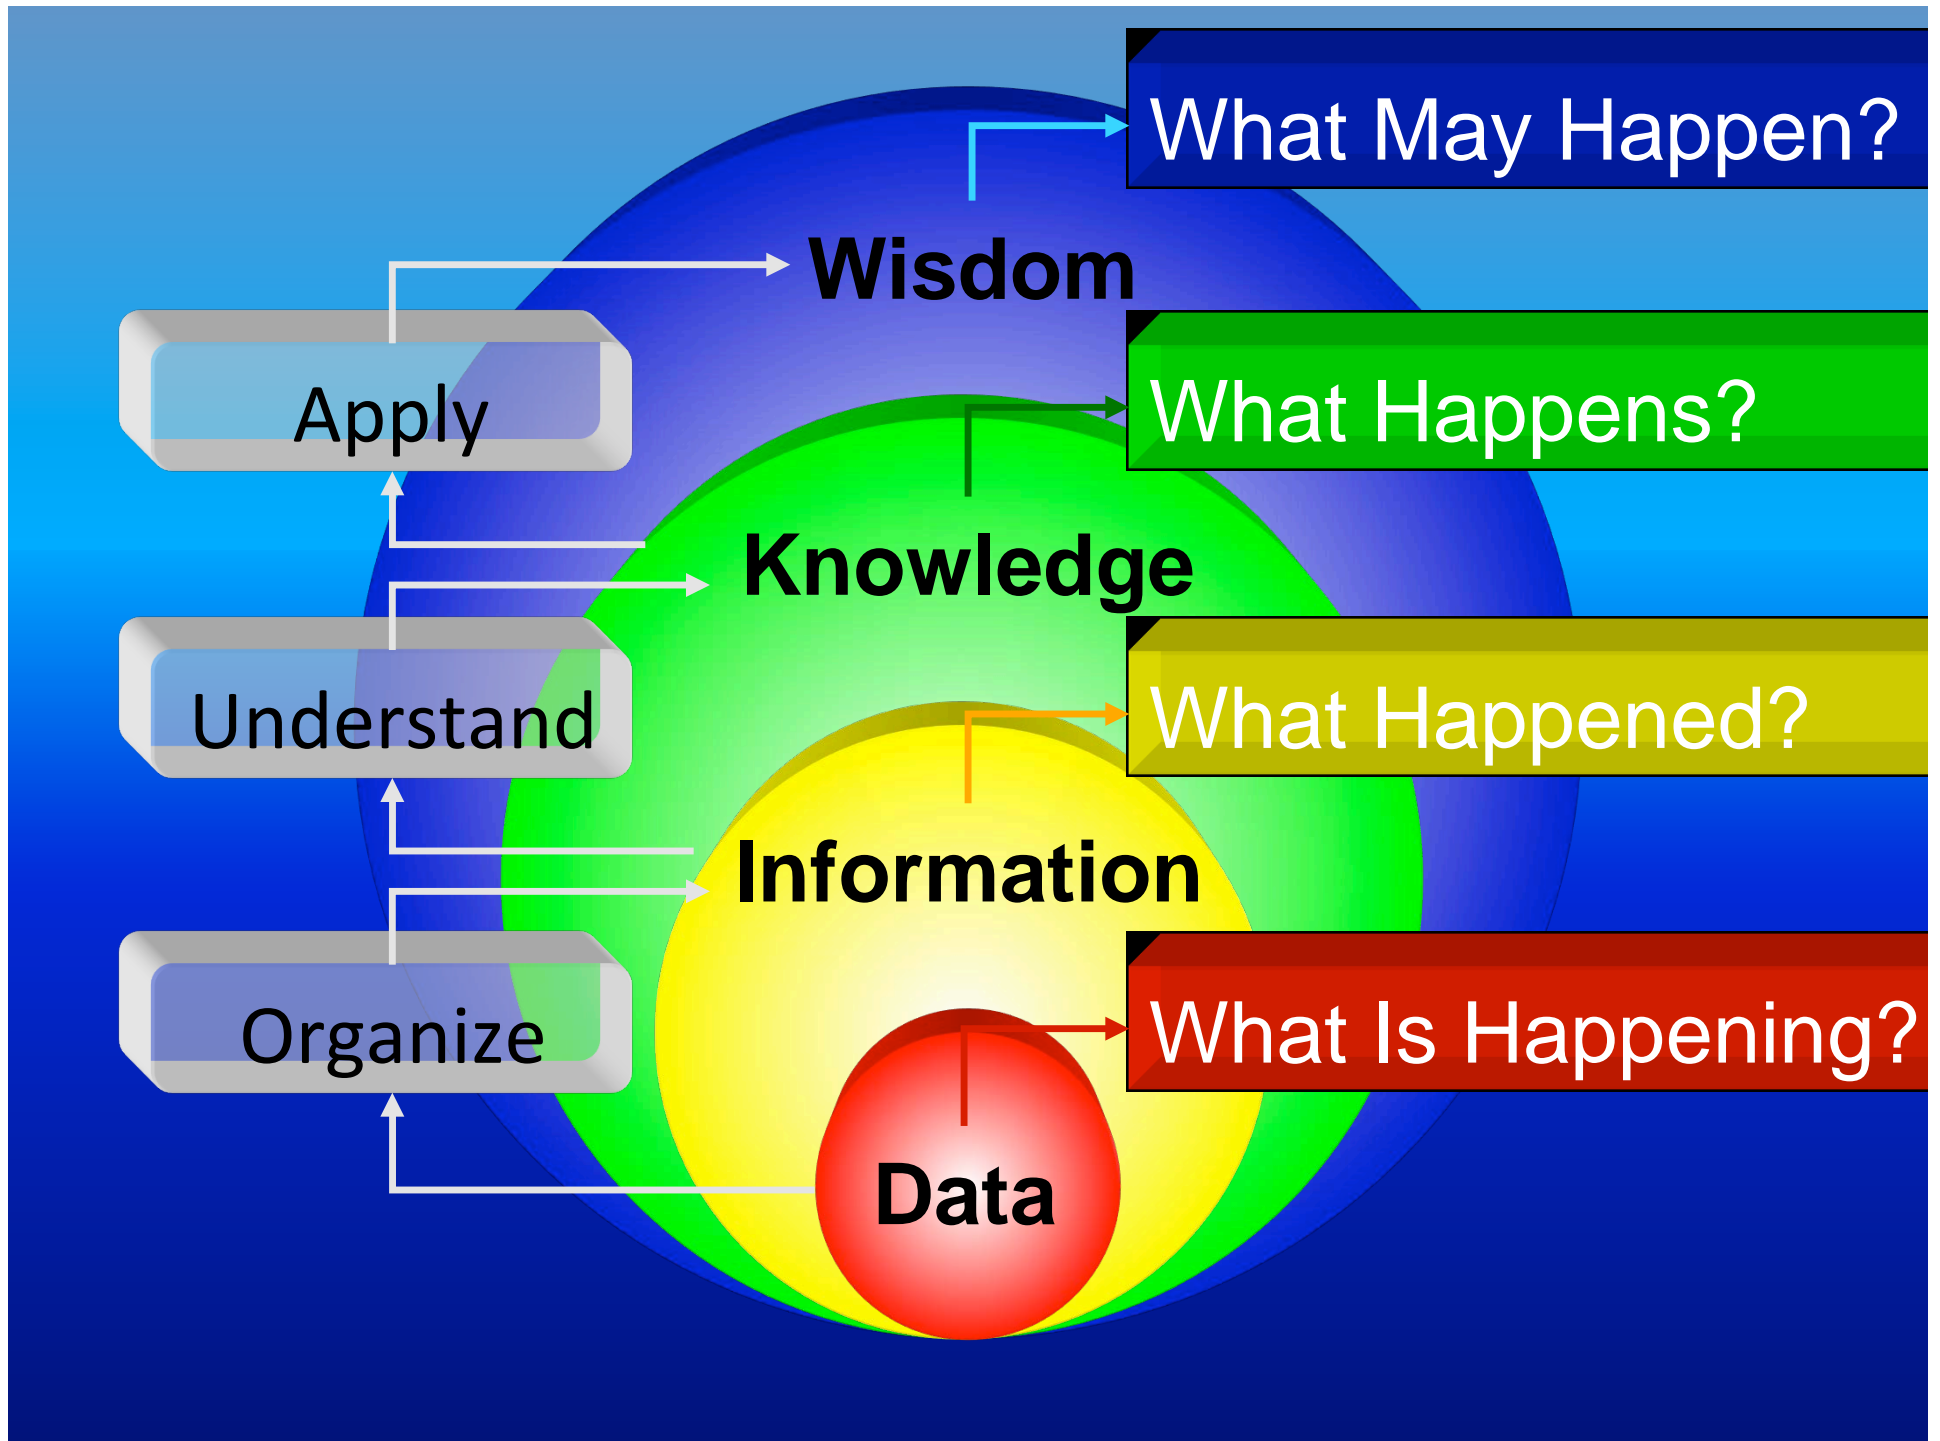 What May Happen?
Wisdom
Apply
What Happens?
Knowledge
Understand
What Happened?
Information
Organize
What Is Happening?
Data